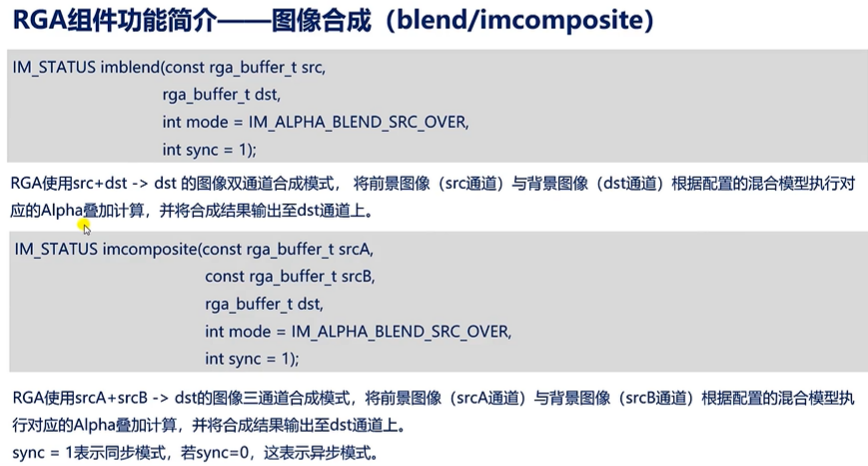 RGA组件功能简介——图像合成（blend/imcomposite）
IM_STATUS imblend(const rga_buffer_t src,
rga_buffer_t dst,
int mode = IM_ALPHA_BLEND_SRC_OVER,
int sync = 1);
RGA使用src+dst -> dst 的图像双通道合成模式， 将前景图像（src通道）与背景图像（dst通道）根据配置的混合模型执行对
应的Alpha叠加计算，并将合成结果输出至dst通道上。
IM_STATUS imcomposite(const rga_buffer_t srcA,
const rga_buffer_t srcB,
rga_buffer_t dst,
int mode = IM_ALPHA_BLEND_SRC_OVER,
int sync = 1);
RGA使用srcA+srcB -> dst的图像三通道合成模式，将前景图像（srcA通道）与背景图像（srcB通道）根据配置的混合模型执
行对应的Alpha叠加计算，并将合成结果输出至dst通道上。
sync = 1表示同步模式，若sync=0，这表示异步模式。